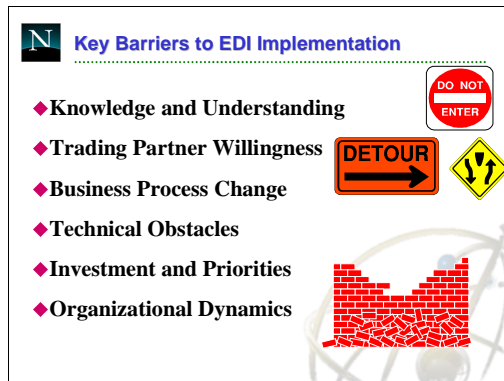 N
Key Barriers to EDI Implementation
Knowledge and Understanding
Trading Partner Willingness
Business Process Change
Technical Obstacles
Investment and Priorities
Organizational Dynamics
DO NOT
ENTER
DETOUR